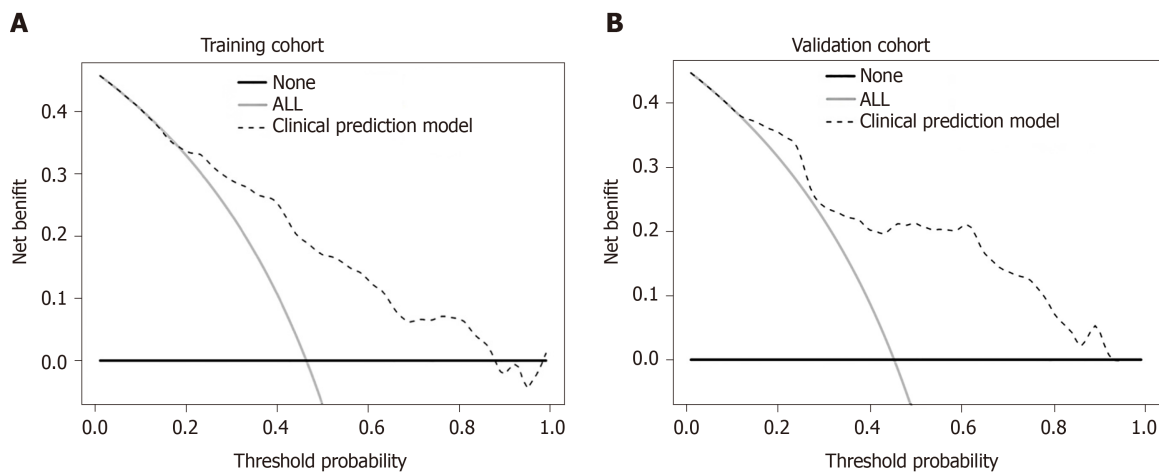 A
Training cohort
None
ALL
Clinical prediction model
Net benifit
0.4
0.3
0.2
0.1
0.0
0.0 0.2 0.4 0.6 0.8 1.0
Threshold probability
B
Validation cohort
None
ALL
Clinical prediction model
Net benifit
0.4
0.3
0.2
0.1
0.0
0.0 0.2 0.4 0.6 0.8 1.0
Threshold probability